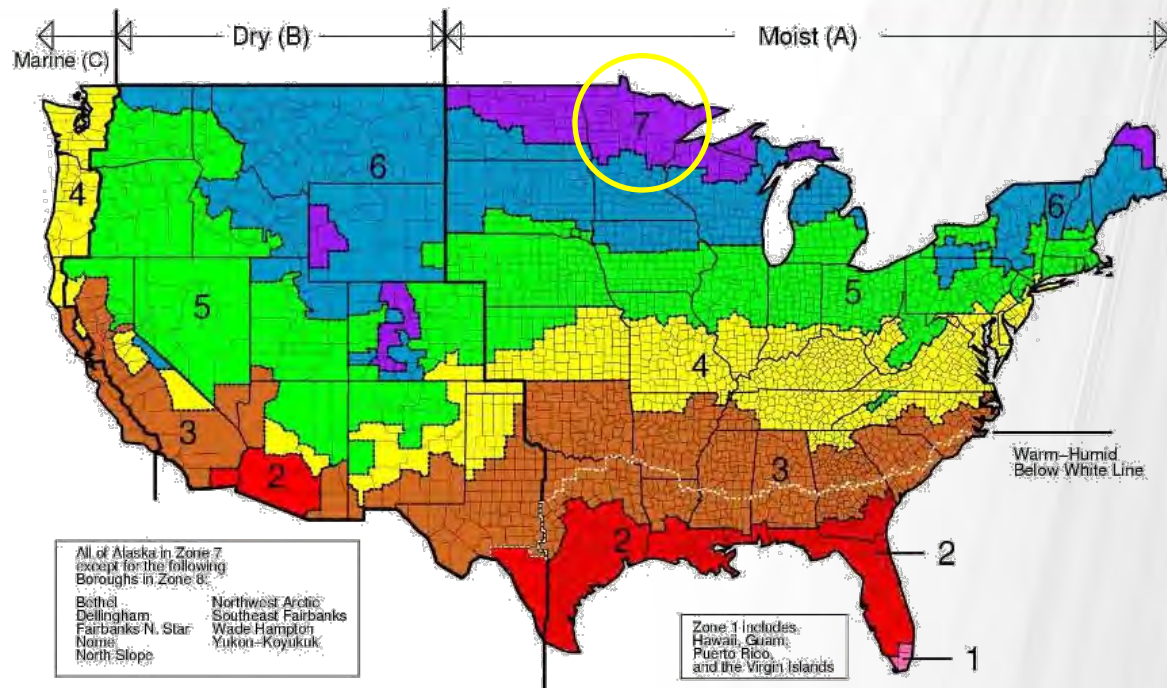 Marine (C)
Dry (B)
Moist (A)
7
6
4
6
5
5
4
3
3
2
2
2
1
Warm-Humid
Below White Line
All of Alaska in Zone 7
except for the following
Boroughs in Zone 8:
Bethel Northwest Arctic
Dellingham Southeast Fairbanks
Fairbanks N. Star Wade Hampton
Nome Yukon-Koyukuk
North Slope
Zone 1 includes
Hawaii, Guam,
Puerto Rico,
and the Virgin Islands